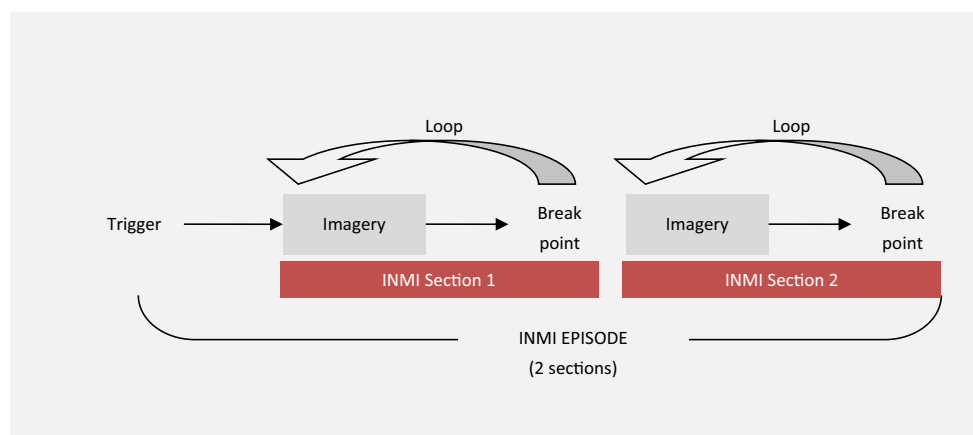 Loop
Loop
Trigger
Imagery
Break
point
Imagery
Break
point
INMI Section 1
INMI Section 2
INMI EPISODE
(2 sections)